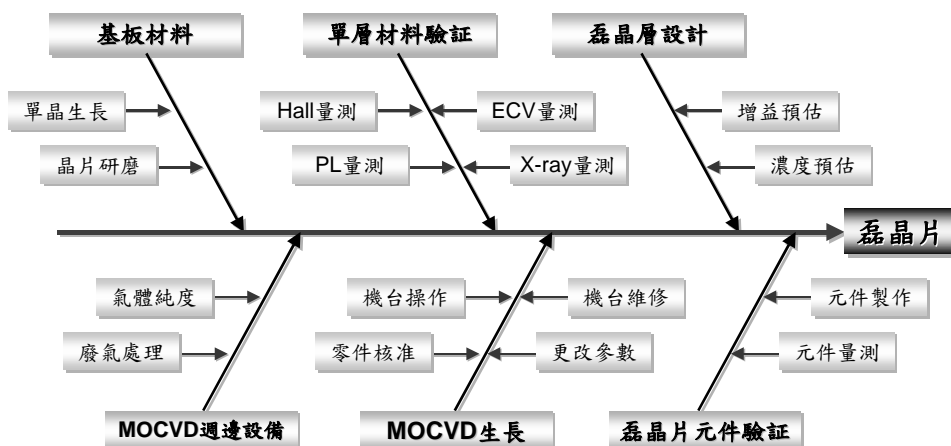 基板材料
單層材料驗証
磊晶層設計
單晶生長
Hall量測
ECV量測
增益預估
晶片研磨
PL量測
X-ray量測
濃度預估
磊晶片
氣體純度
機台操作
機台維修
元件製作
廢氣處理
零件核准
更改參數
元件量測
MOCVD週邊設備
MOCVD生長
磊晶片元件驗証